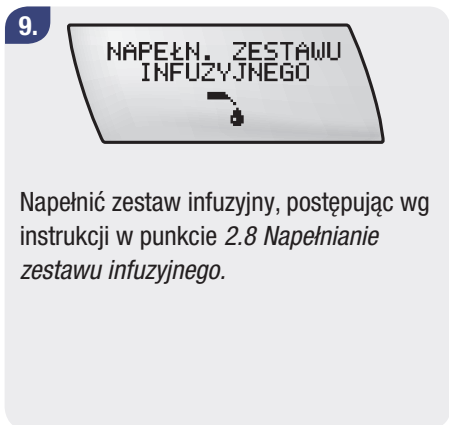 9.
NAPEŁN. ZESTAWU
INFUZYJNEGO
Napełnić zestaw infuzyjny, postępując wg
instrukcji w punkcie 2.8 Napełnianie
zestawu infuzyjnego.